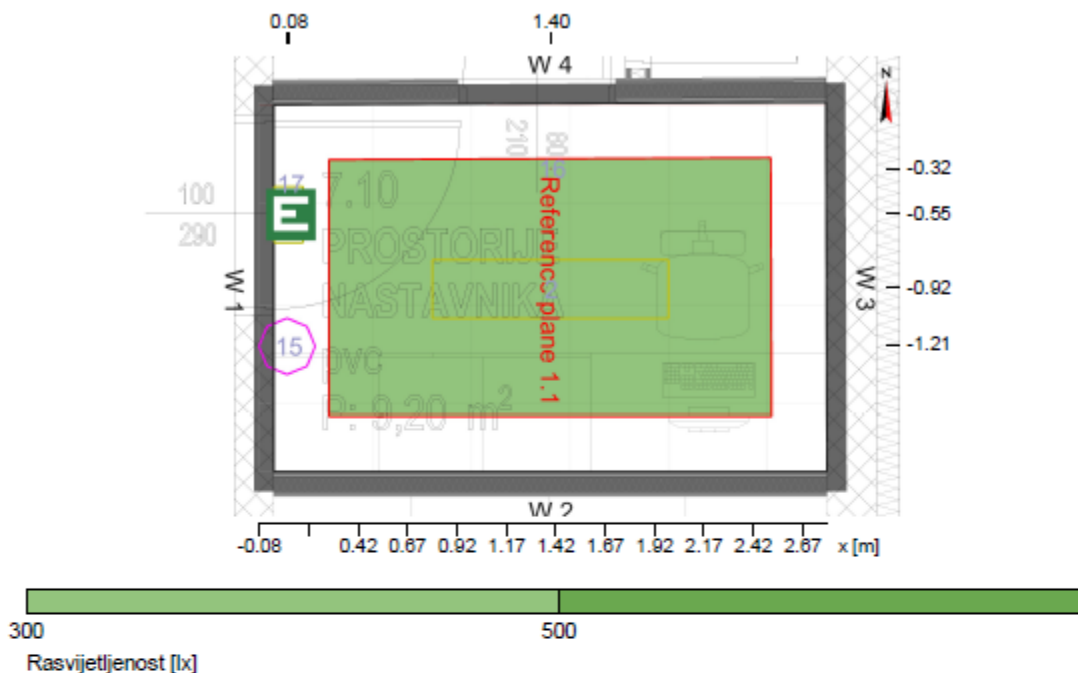 0.08 1.40
W 4
N
210
80
-0.32
17
16
100
7.10
E
-0.55
290
PROSTORIJA
Reference plane 1.1
W 1
W 3
-0.92
NASTAVNIKA
15
-1.21
pvc
P: 9,20 m²
W 2
-0.08 0.42 0.67 0.92 1.17 1.42 1.67 1.92 2.17 2.42 2.67 x [m]
300 500
Rasvijetljenost [lx]